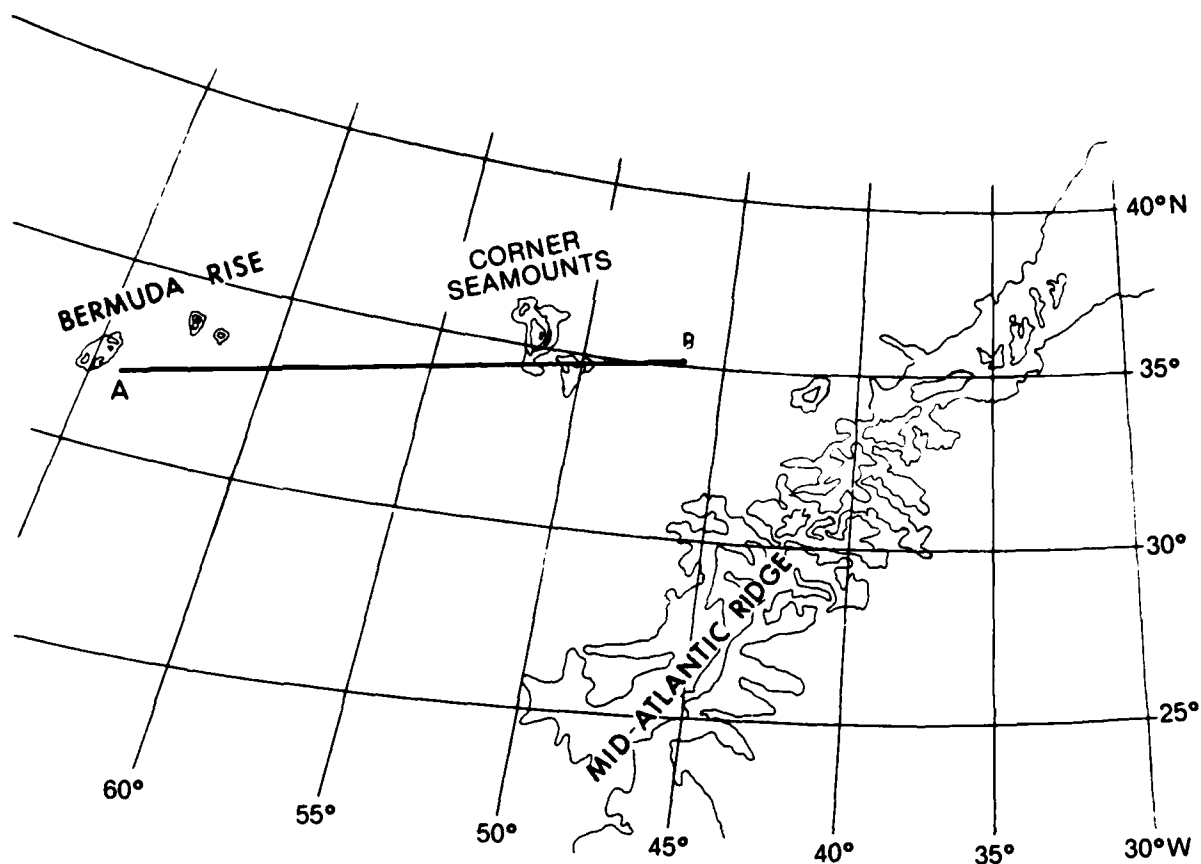 40°N
CORNER
SEAMOUNTS
BERMUDA RISE
B
A
35°
30°
MID-ATLANTIC RIDGE
25°
60°
55°
50°
45°
40°
35°
30°W